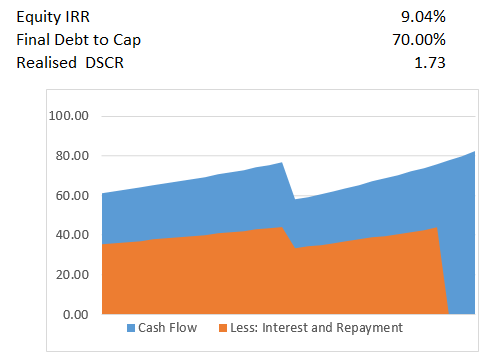 Equity IRR 9.04%
Final Debt to Cap 70.00%
Realised DSCR 1.73
100.00
80.00
60.00
40.00
20.00
0.00
Cash Flow Less: Interest and Repayment